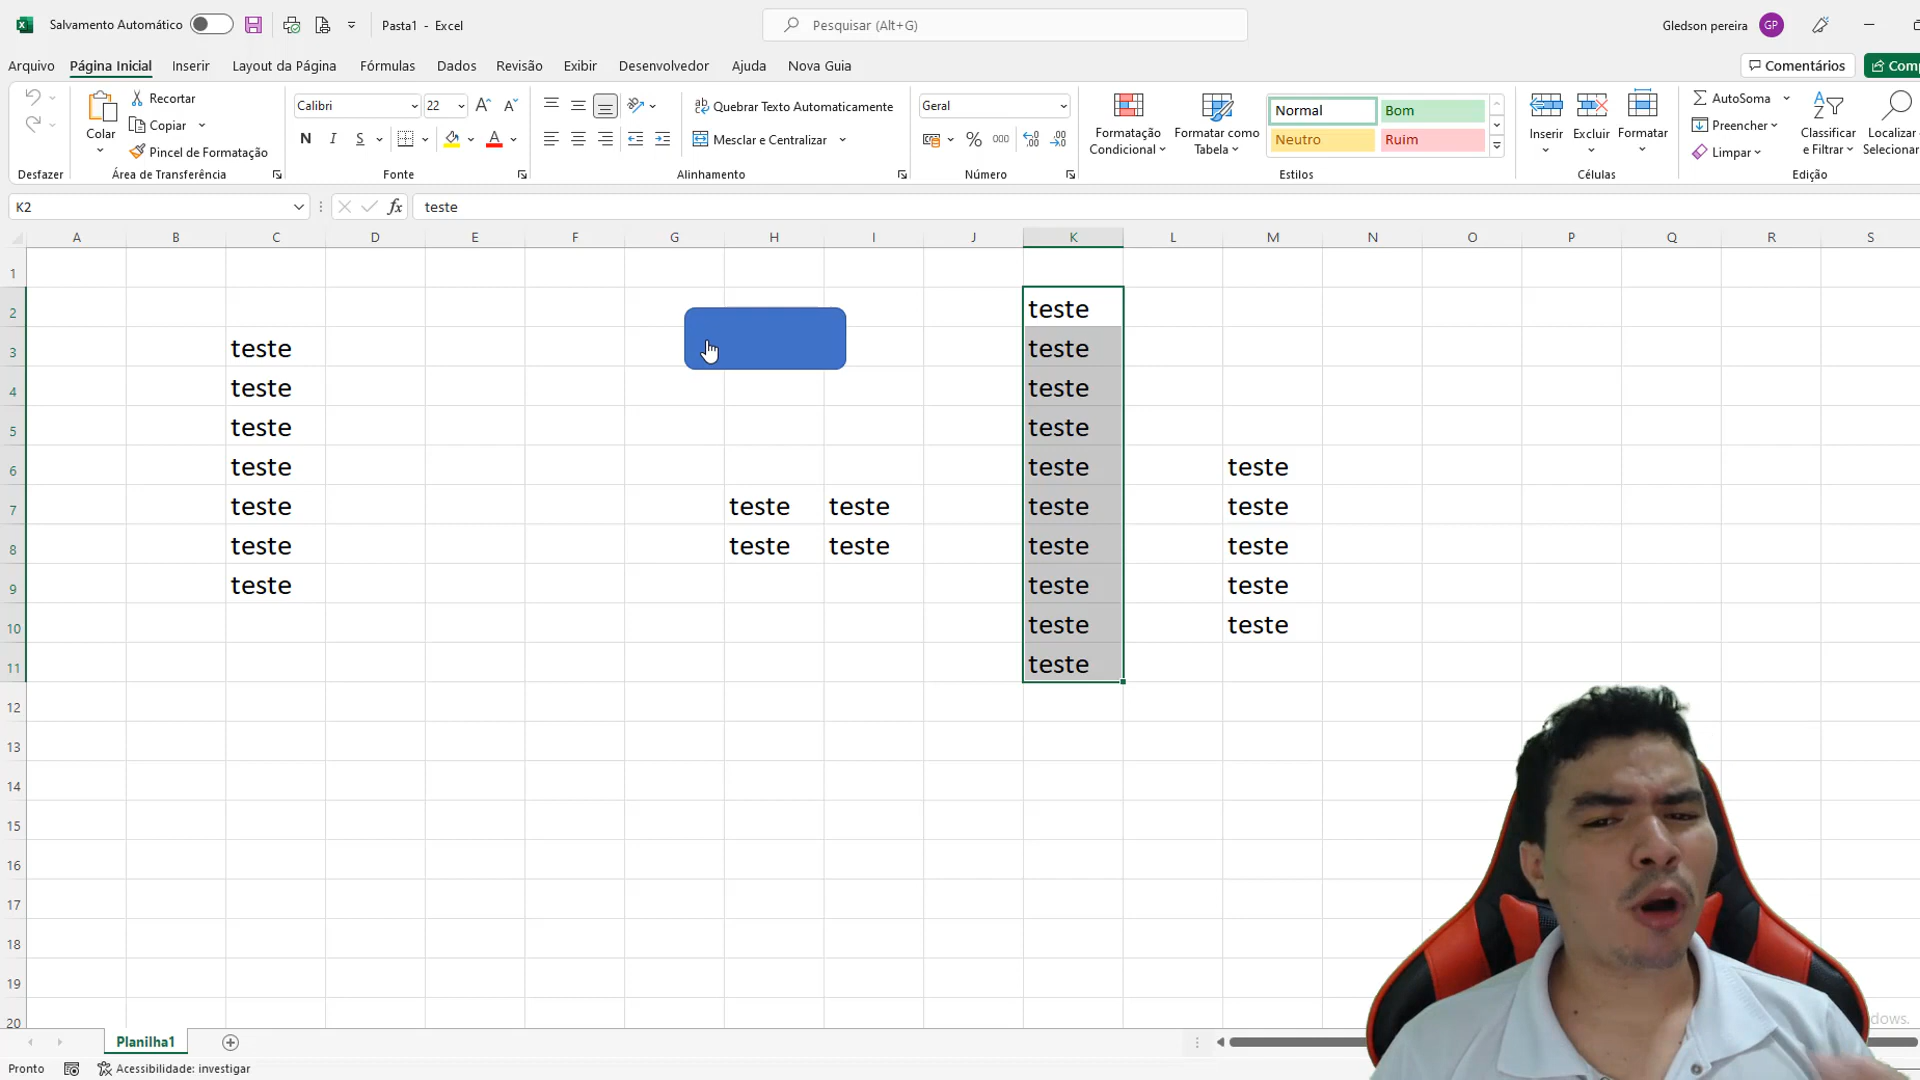 Salvamento Automático
Pasta1 - Excel
Pesquisar (Alt+G)
Gledson pereira
GP
Arquivo Página Inicial Inserir Layout da Página Fórmulas Dados Revisão Exibir Desenvolvedor Ajuda Nova Guia
Comentários
Comp
Colar
Recortar
Copiar
Pincel de Formatação
Calibri 22
N I S
Quebrar Texto Automaticamente
Mesclar e Centralizar
Geral
% 000
Formatação Condicional
Formatar como Tabela
Normal Bom
Neutro Ruim
Inserir Excluir Formatar
AutoSoma
Preencher
Limpar
Classificar e Filtrar
Localizar
Selecionar
Desfazer Área de Transferência Fonte Alinhamento Número Estilos Células Edição
K2 fx teste
A B C D E F G H I J K L M N O P Q R S
1
2 teste
3 teste teste
4 teste teste
5 teste teste
6 teste teste teste
7 teste teste teste teste teste
8 teste teste teste teste teste
9 teste teste teste
10 teste teste
11 teste
12
13
14
15
16
17
18
19
20
dows.
Planilha1
Pronto
Acessibilidade: investigar